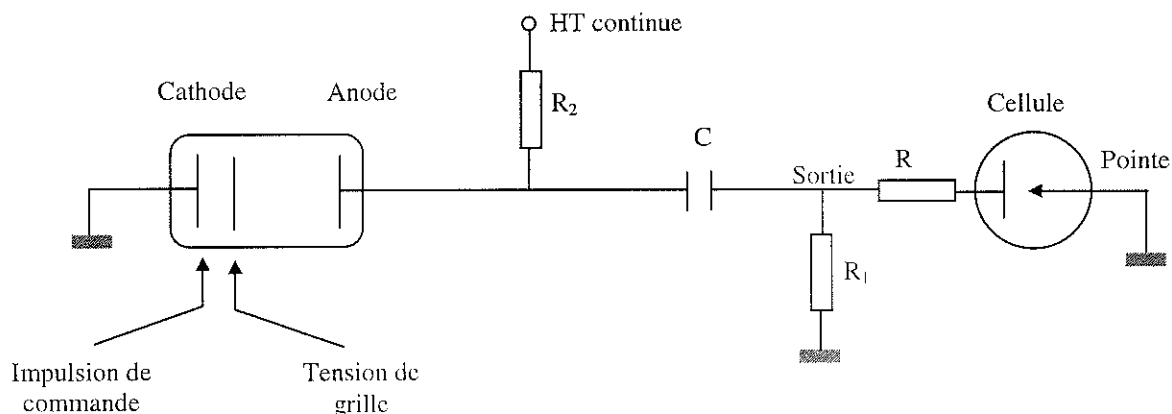 HT continue
Cathode
Anode
R2
Cellule
C
R
Pointe
Sortie
R1
Impulsion de
commande
Tension de
grille